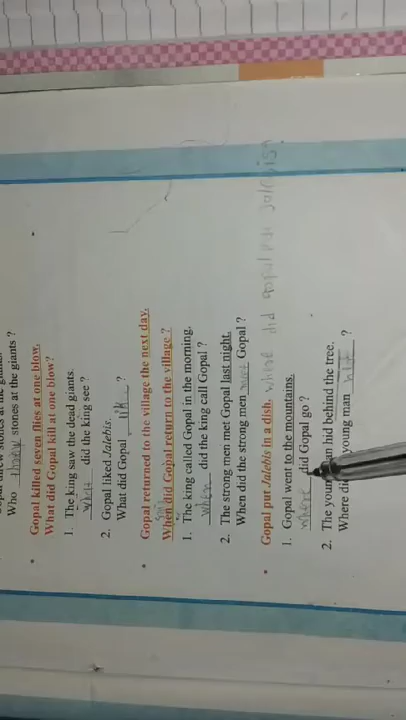 Who threw stones at the giants ?
• Gopal killed seven flies at one blow.
What did Gopal kill at one blow?
1. The king saw the dead giants.
what did the king see ?
2. Gopal liked Jalebis.
What did Gopal like ?
• Gopal returned to the village the next day.
When did Gopal return to the village ?
1. The king called Gopal in the morning.
when did the king call Gopal ?
2. The strong men met Gopal last night.
When did the strong men meet Gopal ?
• Gopal put Jalebis in a dish. where did gopal put
1. Gopal went to the mountains.
where did Gopal go ?
2. The young man hid behind the tree.
Where did young man hide ?